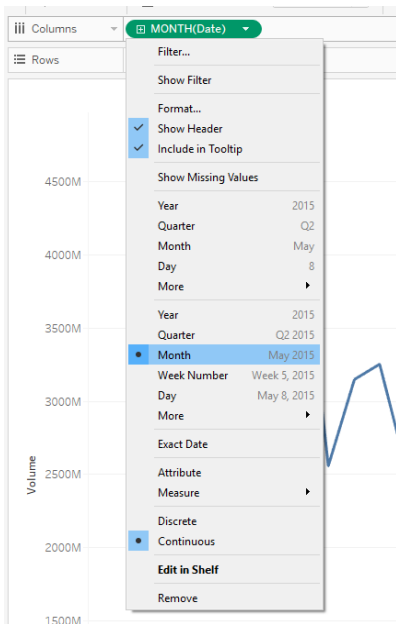 Columns
MONTH(Date)
Rows
Filter...
Show Filter
Format...
Show Header
Include in Tooltip
Show Missing Values
Year 2015
Quarter Q2
Month May
Day 8
More
Year 2015
Quarter Q2 2015
Month May 2015
Week Number Week 5, 2015
Day May 8, 2015
More
Exact Date
Attribute
Measure
Discrete
Continuous
Edit in Shelf
Remove
4500M
4000M
3500M
3000M
2500M
2000M
1500M
Volume